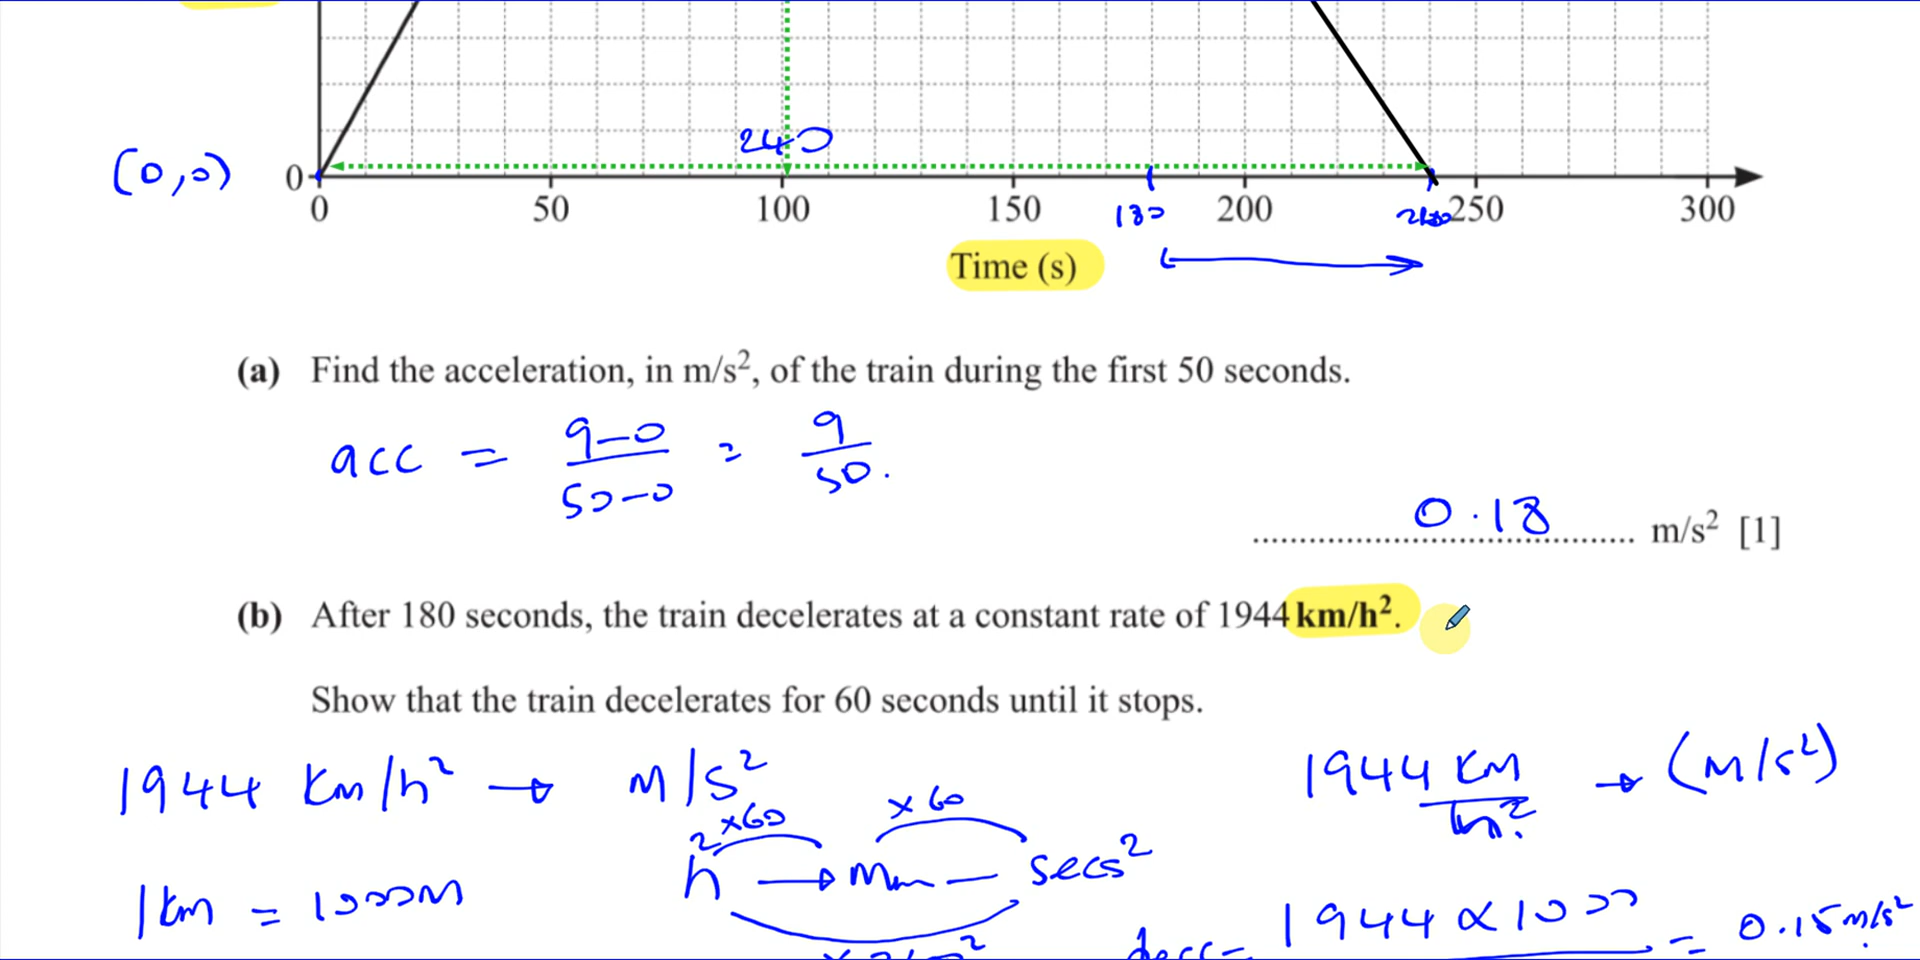 240
(0,0) 0
0 50 100 150 180 200 240 250 300
Time (s)
(a) Find the acceleration, in m/s², of the train during the first 50 seconds.
acc = 9-0/50-0 = 9/50.
0.18 m/s² [1]
(b) After 180 seconds, the train decelerates at a constant rate of 1944 km/h².
Show that the train decelerates for 60 seconds until it stops.
1944 km/h² → m/s²
1944 km/h² → (m/s²)
×60 ×60
h² → min — secs²
1km = 1000m
decc = 1944 × 1000 = 0.15 m/s²